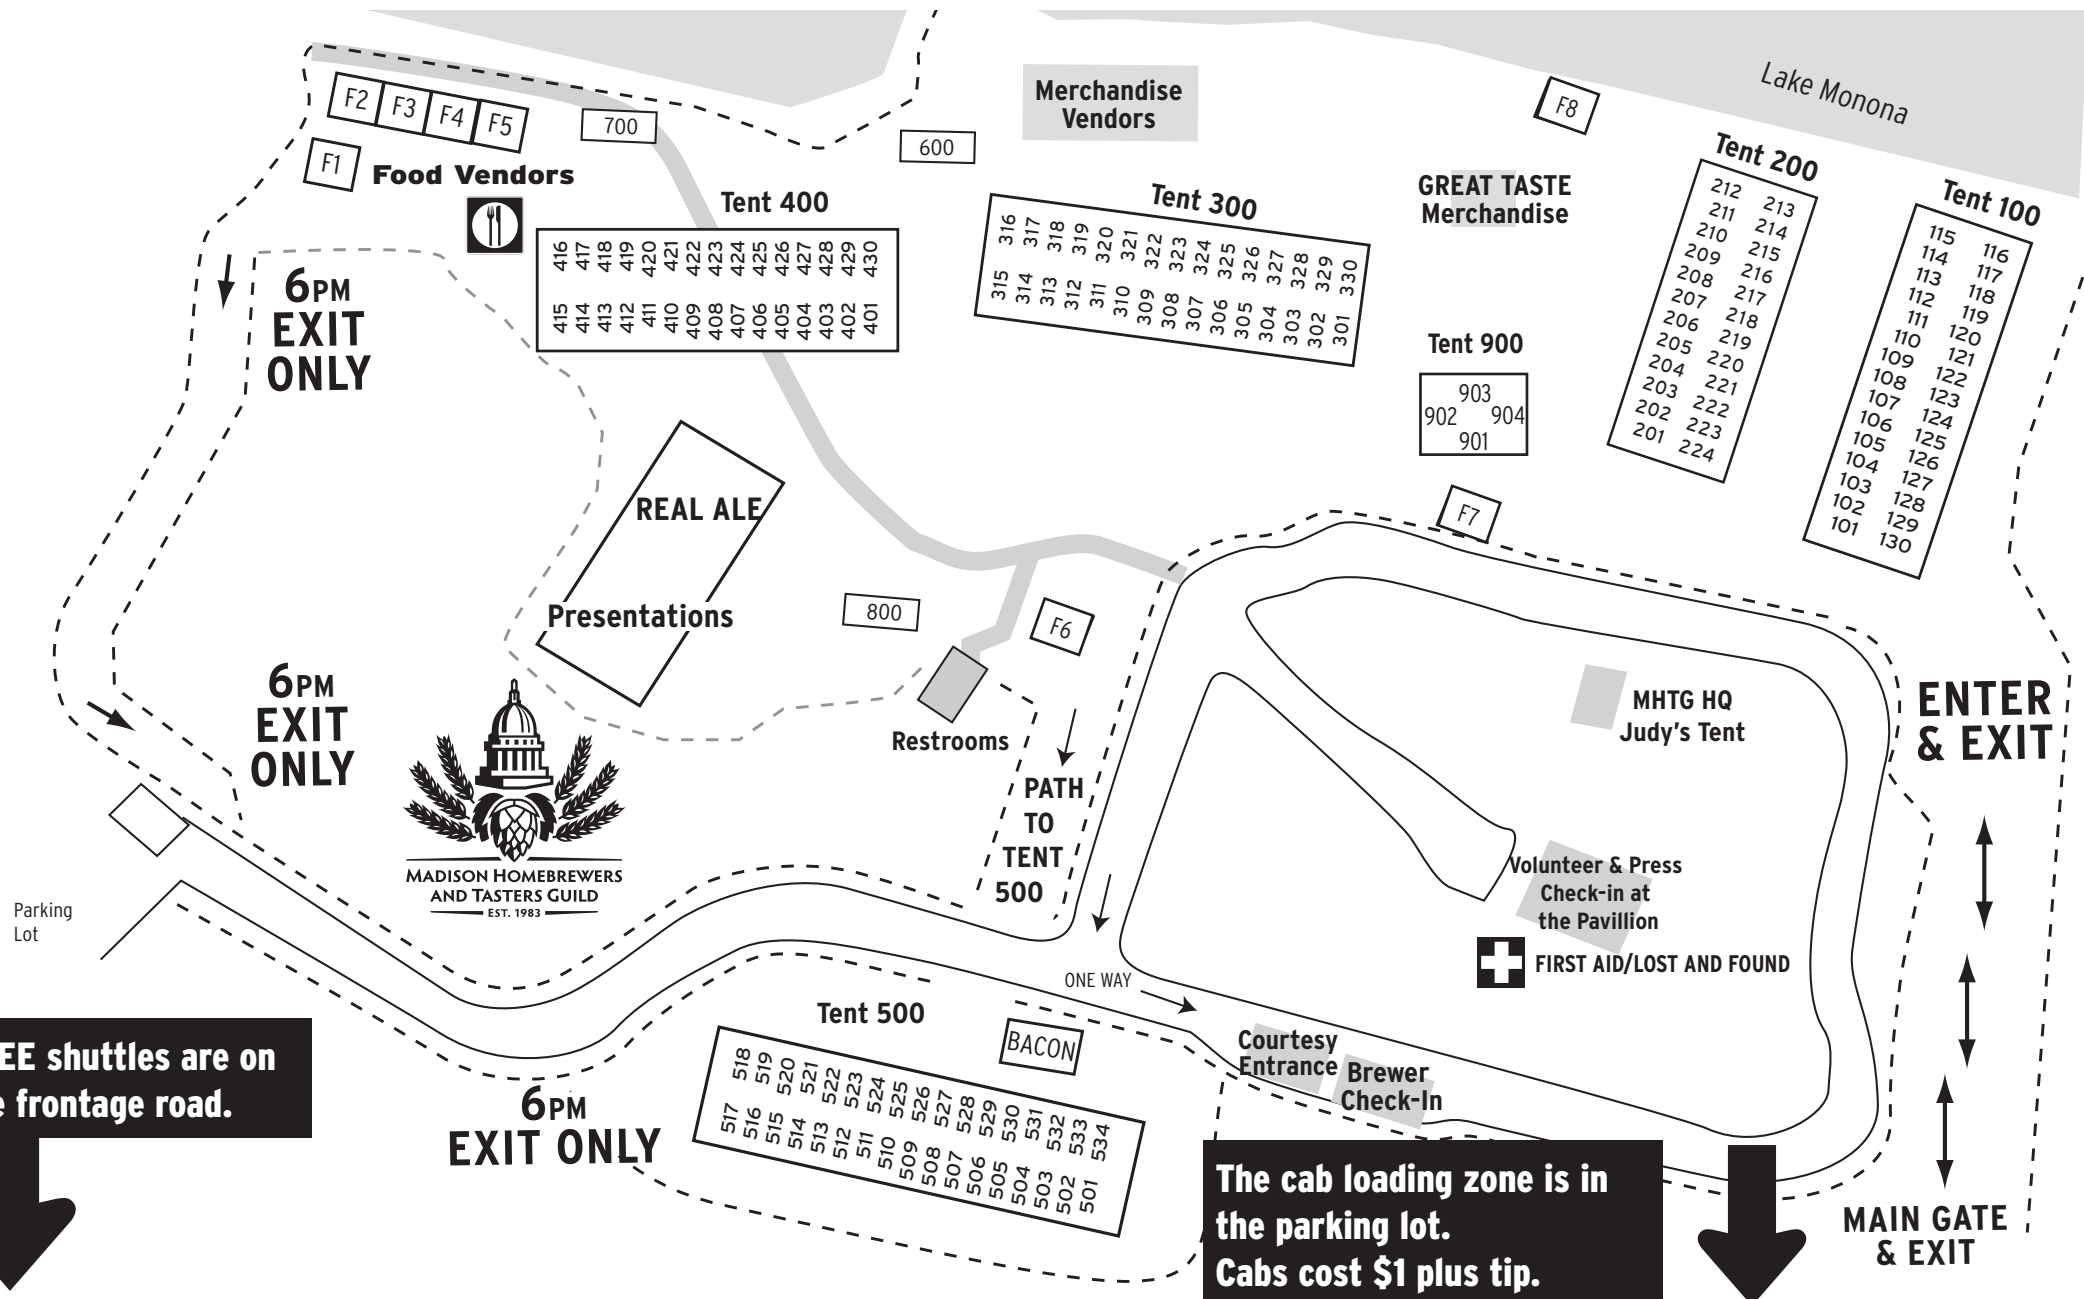 Lake Monona
F2 F3 F4 F5
F1
Food Vendors
700
600
Merchandise
Vendors
F8
GREAT TASTE
Merchandise
Tent 400
416 417 418 419 420 421 422 423 424 425 426 427 428 429 430
415 414 413 412 411 410 409 408 407 406 405 404 403 402 401
Tent 300
316 317 318 319 320 321 322 323 324 325 326 327 328 329 330
315 314 313 312 311 310 309 308 307 306 305 304 303 302 301
Tent 200
212 213
211 214
210 215
209 216
208 217
207 218
206 219
205 220
204 221
203 222
202 223
201 224
Tent 100
115 116
114 117
113 118
112 119
111 120
110 121
109 122
108 123
107 124
106 125
105 126
104 127
103 128
102 129
101 130
Tent 900
903
902 904
901
F7
6PM
EXIT
ONLY
REAL ALE
Presentations
800
F6
Restrooms
6PM
EXIT
ONLY
MADISON HOMEBREWERS
AND TASTERS GUILD
EST. 1983
PATH
TO
TENT
500
MHTG HQ
Judy's Tent
ENTER
& EXIT
Volunteer & Press
Check-in at
the Pavillion
FIRST AID/LOST AND FOUND
Parking
Lot
ONE WAY
Courtesy
Entrance
Brewer
Check-In
Tent 500
BACON
518 519 520 521 522 523 524 525 526 527 528 529 530 531 532 533 534
517 516 515 514 513 512 511 510 509 508 507 506 505 504 503 502 501
EE shuttles are on
e frontage road.
6PM
EXIT ONLY
The cab loading zone is in
the parking lot.
Cabs cost $1 plus tip.
MAIN GATE
& EXIT